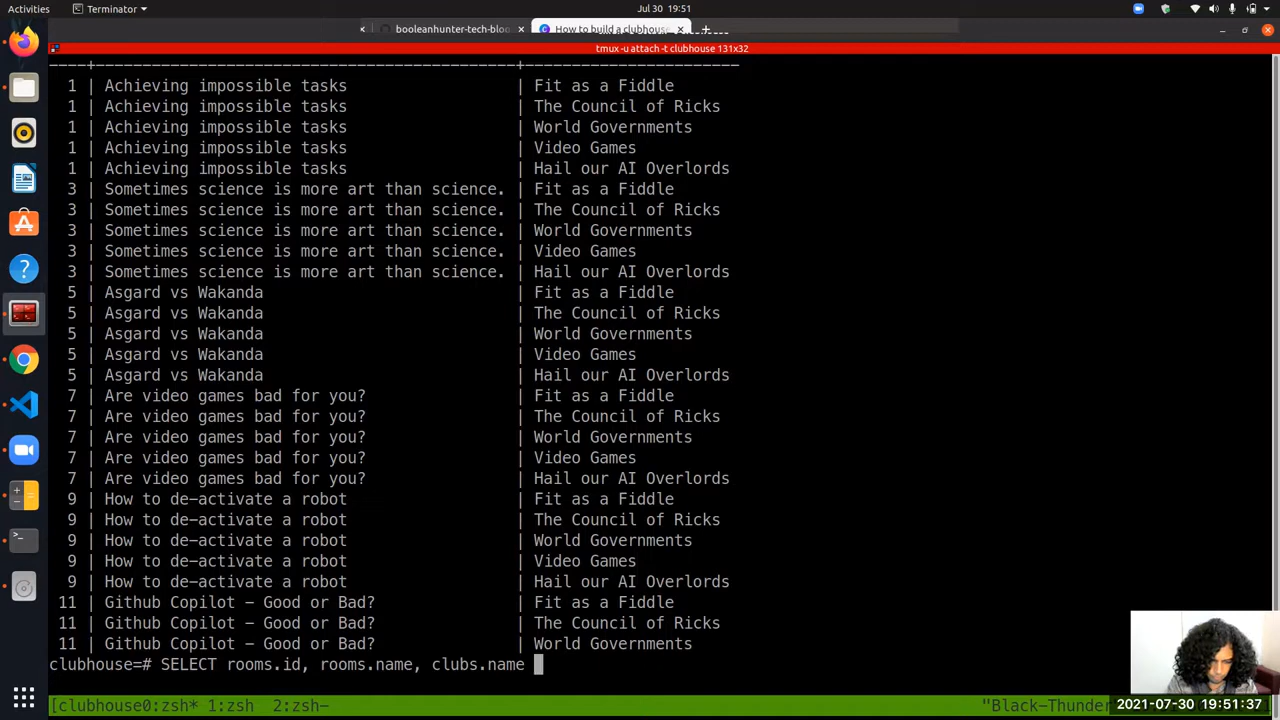 Activities
Terminator
Jul 30 19:51
booleanhunter-tech-blo
How to build a clubhouse
tmux -u attach -t clubhouse 131x32
----+--------------------------------------------+-----------------------
1 | Achieving impossible tasks | Fit as a Fiddle
1 | Achieving impossible tasks | The Council of Ricks
1 | Achieving impossible tasks | World Governments
1 | Achieving impossible tasks | Video Games
1 | Achieving impossible tasks | Hail our AI Overlords
3 | Sometimes science is more art than science. | Fit as a Fiddle
3 | Sometimes science is more art than science. | The Council of Ricks
3 | Sometimes science is more art than science. | World Governments
3 | Sometimes science is more art than science. | Video Games
3 | Sometimes science is more art than science. | Hail our AI Overlords
5 | Asgard vs Wakanda | Fit as a Fiddle
5 | Asgard vs Wakanda | The Council of Ricks
5 | Asgard vs Wakanda | World Governments
5 | Asgard vs Wakanda | Video Games
5 | Asgard vs Wakanda | Hail our AI Overlords
7 | Are video games bad for you? | Fit as a Fiddle
7 | Are video games bad for you? | The Council of Ricks
7 | Are video games bad for you? | World Governments
7 | Are video games bad for you? | Video Games
7 | Are video games bad for you? | Hail our AI Overlords
9 | How to de-activate a robot | Fit as a Fiddle
9 | How to de-activate a robot | The Council of Ricks
9 | How to de-activate a robot | World Governments
9 | How to de-activate a robot | Video Games
9 | How to de-activate a robot | Hail our AI Overlords
11 | Github Copilot - Good or Bad? | Fit as a Fiddle
11 | Github Copilot - Good or Bad? | The Council of Ricks
11 | Github Copilot - Good or Bad? | World Governments
clubhouse=# SELECT rooms.id, rooms.name, clubs.name
[clubhouse0:zsh* 1:zsh 2:zsh- "Black-Thunder
2021-07-30 19:51:37